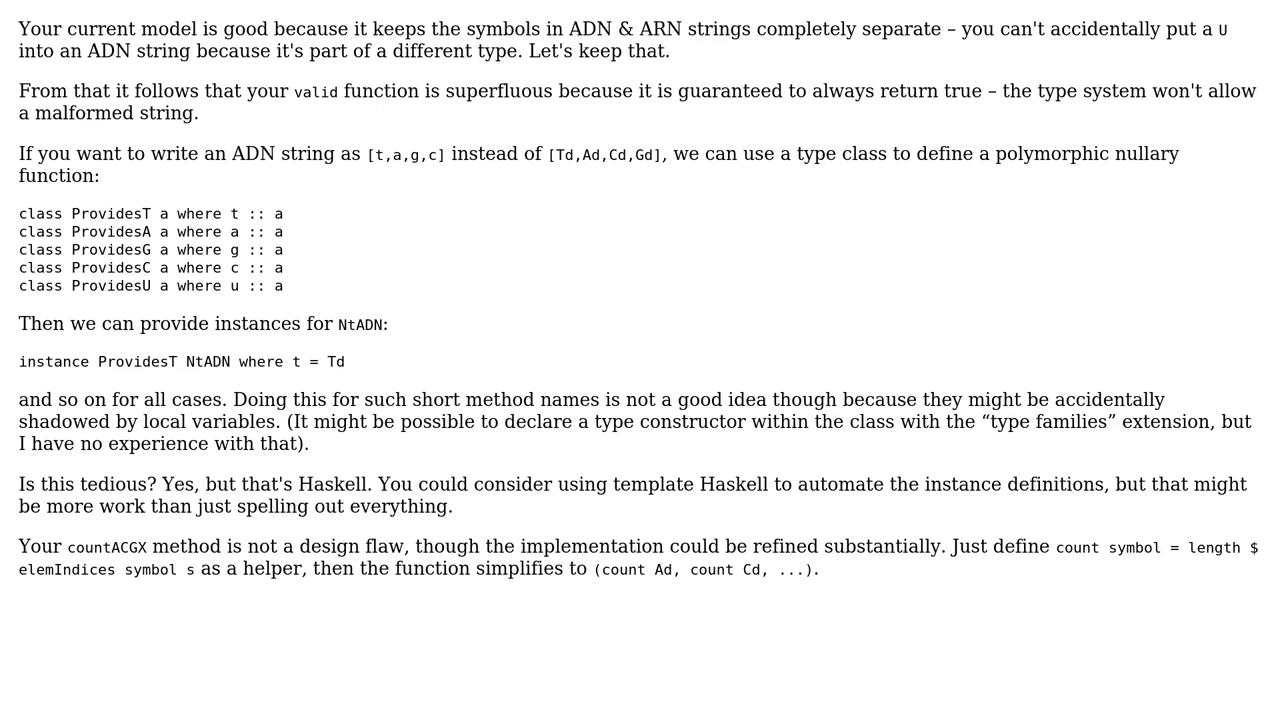 Your current model is good because it keeps the symbols in ADN & ARN strings completely separate – you can't accidentally put a U
into an ADN string because it's part of a different type. Let's keep that.
From that it follows that your valid function is superfluous because it is guaranteed to always return true – the type system won't allow
a malformed string.
If you want to write an ADN string as [t,a,g,c] instead of [Td,Ad,Cd,Gd], we can use a type class to define a polymorphic nullary
function:
class ProvidesT a where t :: a
class ProvidesA a where a :: a
class ProvidesG a where g :: a
class ProvidesC a where c :: a
class ProvidesU a where u :: a
Then we can provide instances for NtADN:
instance ProvidesT NtADN where t = Td
and so on for all cases. Doing this for such short method names is not a good idea though because they might be accidentally
shadowed by local variables. (It might be possible to declare a type constructor within the class with the “type families” extension, but
I have no experience with that).
Is this tedious? Yes, but that's Haskell. You could consider using template Haskell to automate the instance definitions, but that might
be more work than just spelling out everything.
Your countACGX method is not a design flaw, though the implementation could be refined substantially. Just define count symbol = length $
elemIndices symbol s as a helper, then the function simplifies to (count Ad, count Cd, ...).